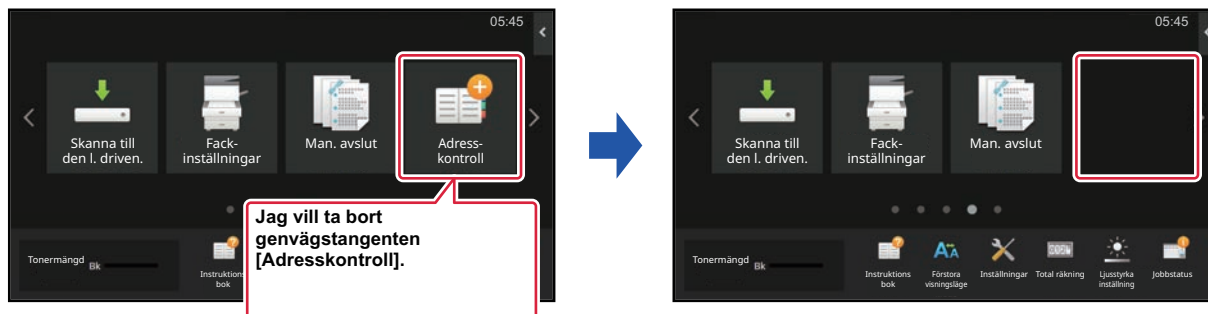 05:45
Skanna till
den l. driven.
Fack-
inställningar
Man. avslut
Adress-
kontroll
Jag vill ta bort
genvägstangenten
[Adresskontroll].
Tonermängd
Bk
Instruktions
bok
05:45
Skanna till
den l. driven.
Fack-
inställningar
Man. avslut
Tonermängd
Bk
Instruktions
bok
Förstora
visningsläge
Inställningar
Total räkning
Ljusstyrka
inställning
Jobbstatus